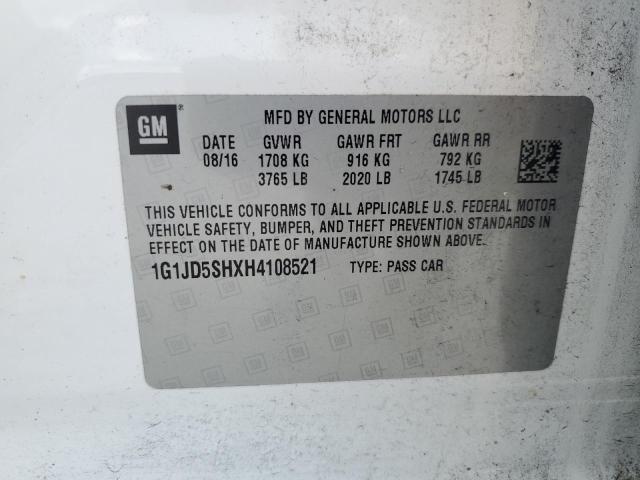 GM ®
MFD BY GENERAL MOTORS LLC
DATE GVWR GAWR FRT GAWR RR
08/16 1708 KG 916 KG 792 KG
3765 LB 2020 LB 1745 LB
THIS VEHICLE CONFORMS TO ALL APPLICABLE U.S. FEDERAL MOTOR
VEHICLE SAFETY, BUMPER, AND THEFT PREVENTION STANDARDS IN
EFFECT ON THE DATE OF MANUFACTURE SHOWN ABOVE.
1G1JD5SHXH4108521 TYPE: PASS CAR